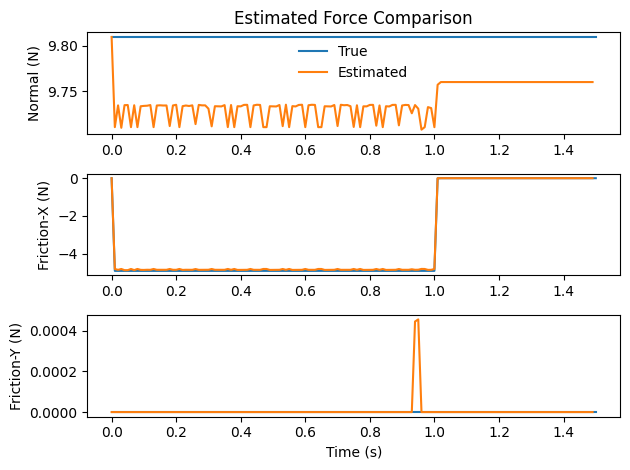 Estimated Force Comparison
Normal (N)
9.80
9.75
True
Estimated
0.0 0.2 0.4 0.6 0.8 1.0 1.2 1.4
Friction-X (N)
0
−2
−4
0.0 0.2 0.4 0.6 0.8 1.0 1.2 1.4
Friction-Y (N)
0.0004
0.0002
0.0000
0.0 0.2 0.4 0.6 0.8 1.0 1.2 1.4
Time (s)